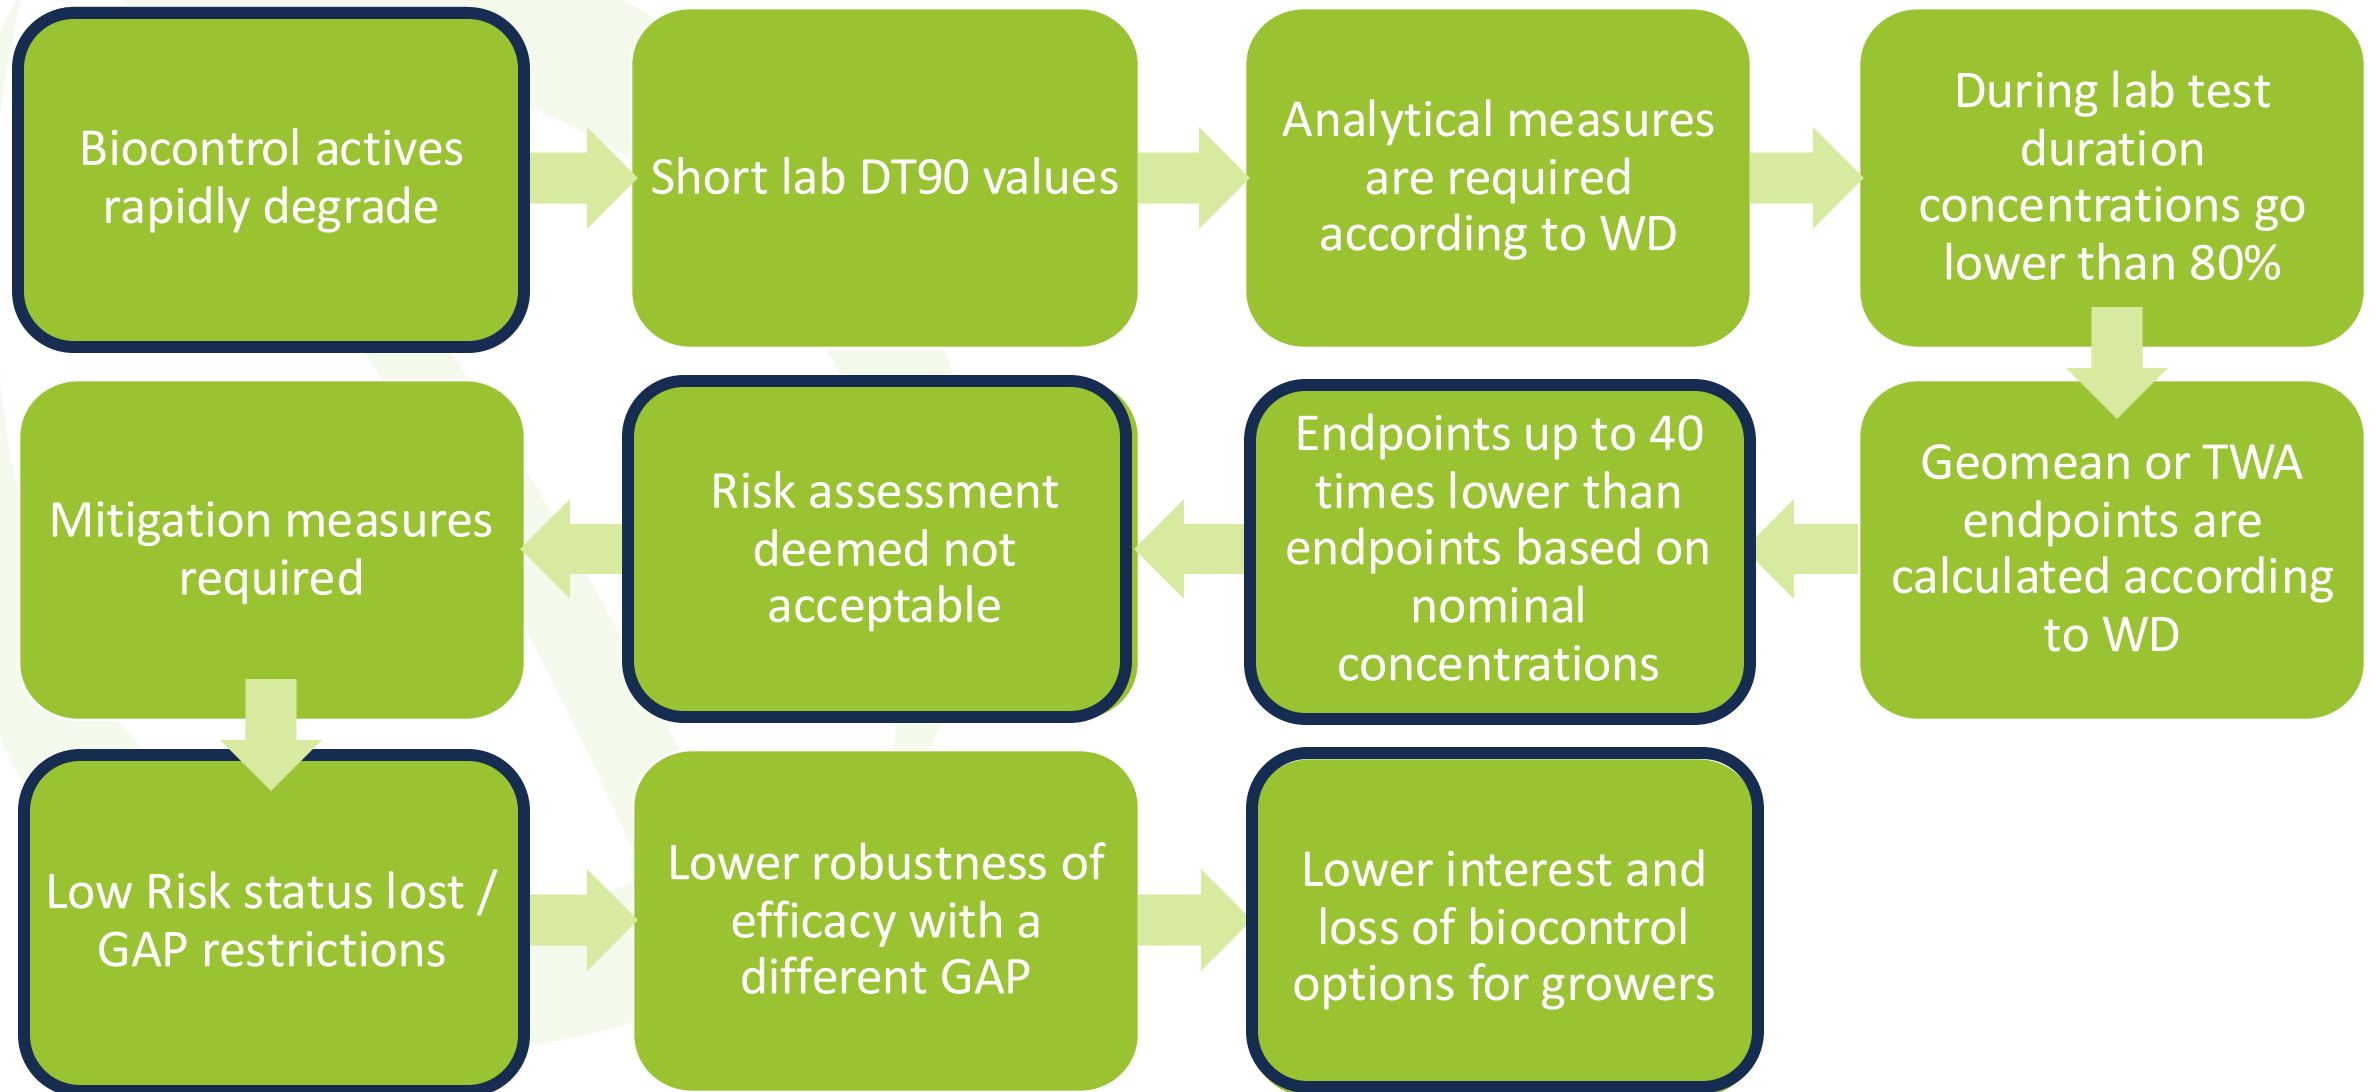 Biocontrol actives
rapidly degrade
Short lab DT90 values
Analytical measures
are required
according to WD
During lab test
duration
concentrations go
lower than 80%
Geomean or TWA
endpoints are
calculated according
to WD
Endpoints up to 40
times lower than
endpoints based on
nominal
concentrations
Risk assessment
deemed not
acceptable
Mitigation measures
required
Low Risk status lost /
GAP restrictions
Lower robustness of
efficacy with a
different GAP
Lower interest and
loss of biocontrol
options for growers